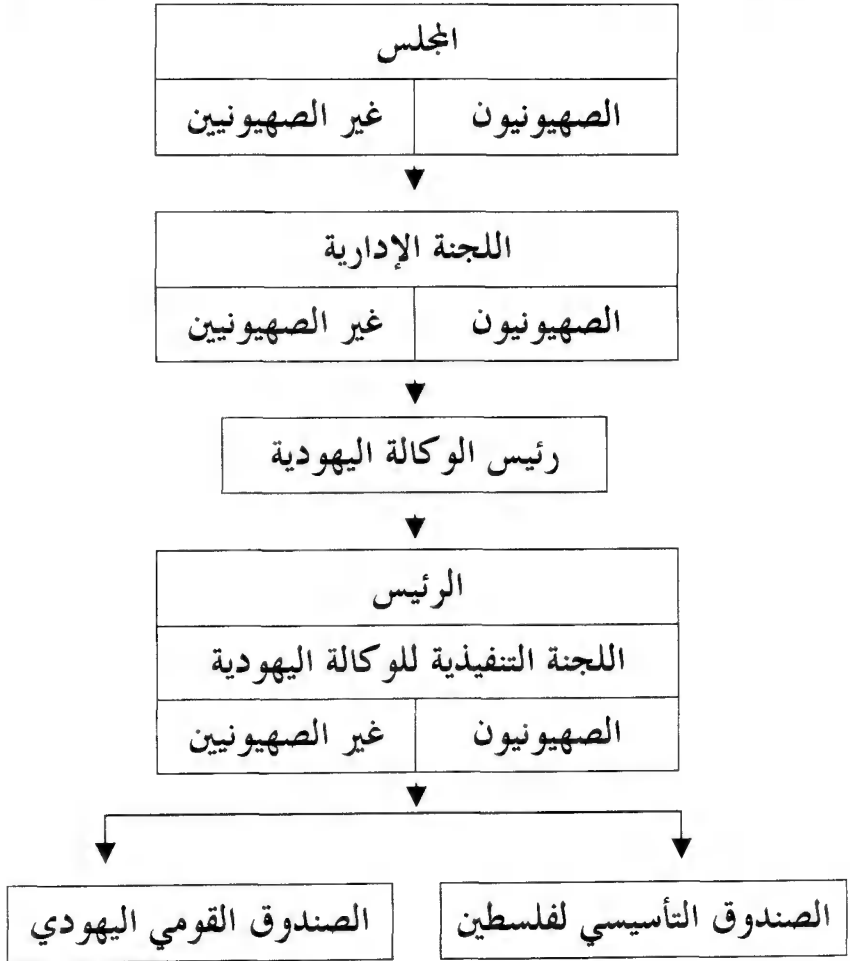 المجلس
الصهيونيون غير الصهيونيين
اللجنة الإدارية
الصهيونيون غير الصهيونيين
رئيس الوكالة اليهودية
الرئيس
اللجنة التنفيذية للوكالة اليهودية
الصهيونيون غير الصهيونيين
الصندوق التأسيسي لفلسطين الصندوق القومي اليهودي